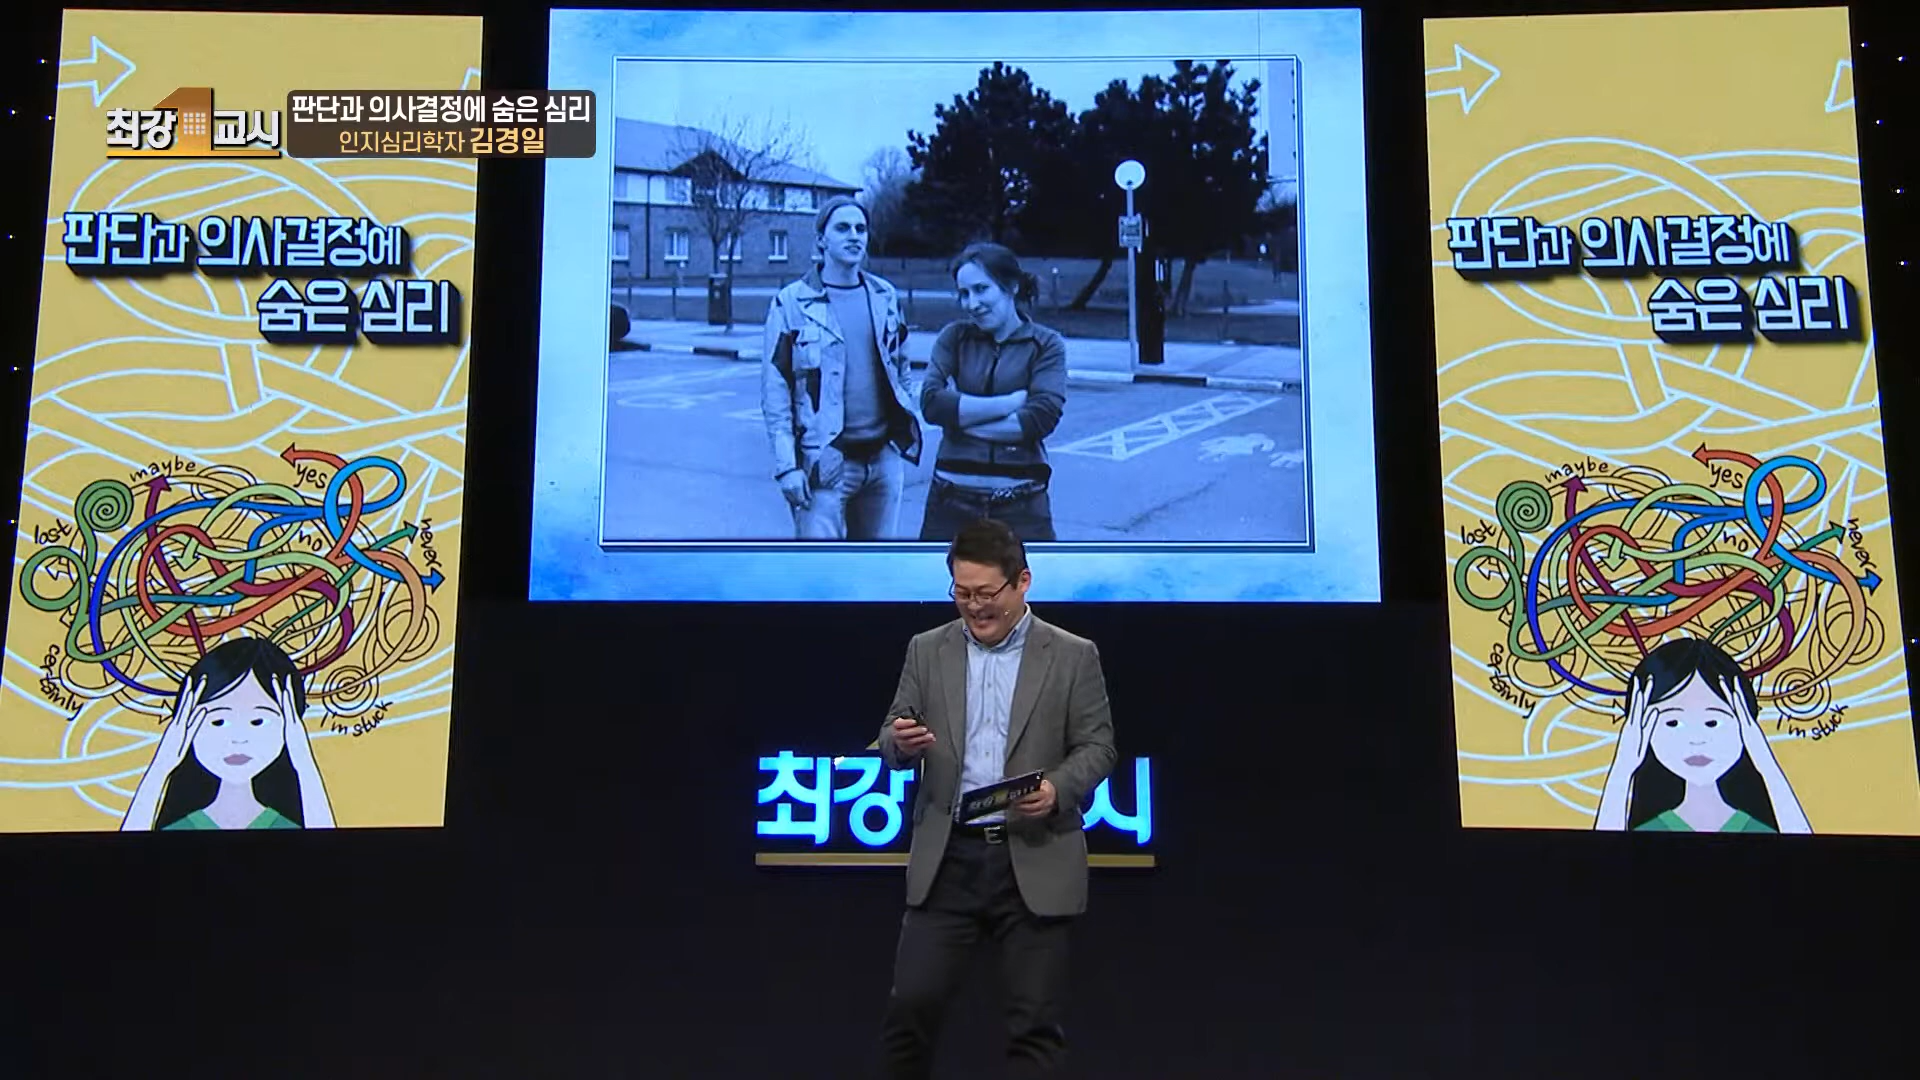 최강1교시
판단과 의사결정에 숨은 심리
인지심리학자 김경일
판단과 의사결정에
숨은 심리
maybe
yes
lost
no
never
certainly
i'm stuck
판단과 의사결정에
숨은 심리
maybe
yes
lost
no
never
certainly
i'm stuck
최강
시